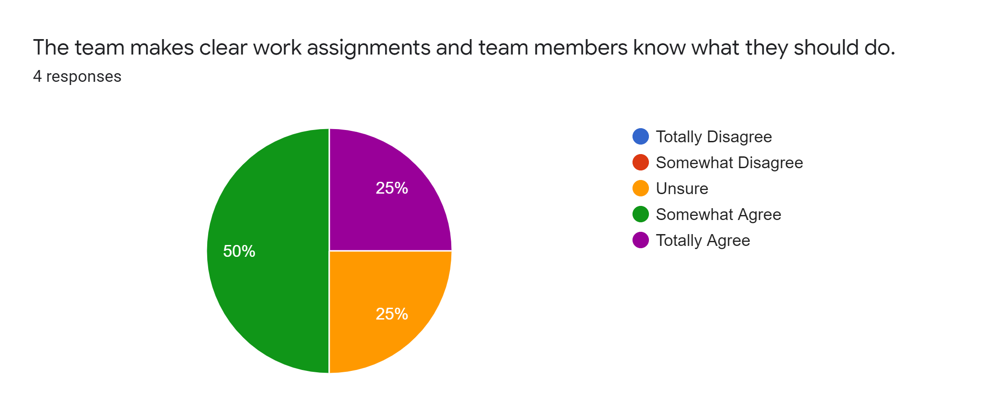 The team makes clear work assignments and team members know what they should do.
4 responses
25%
50%
25%
Totally Disagree
Somewhat Disagree
Unsure
Somewhat Agree
Totally Agree